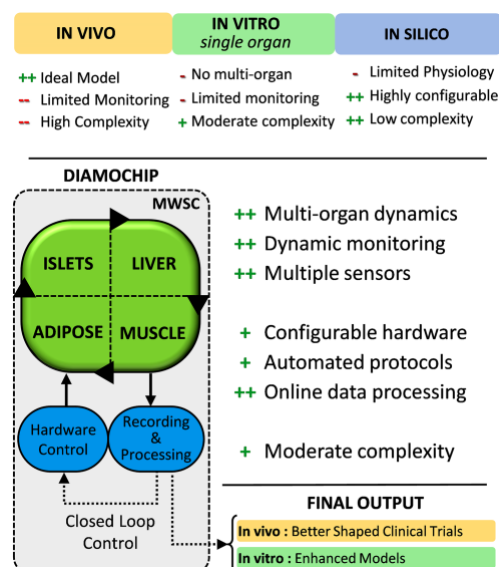 IN VIVO
IN VITRO
single organ
IN SILICO
++ Ideal Model
-- Limited Monitoring
-- High Complexity
- No multi-organ
- Limited monitoring
+ Moderate complexity
- Limited Physiology
++ Highly configurable
++ Low complexity
DIAMOCHIP
MWSC
ISLETS
LIVER
ADIPOSE
MUSCLE
Hardware
Control
Recording
&
Processing
Closed Loop
Control
++ Multi-organ dynamics
++ Dynamic monitoring
++ Multiple sensors
+ Configurable hardware
+ Automated protocols
++ Online data processing
+ Moderate complexity
FINAL OUTPUT
In vivo : Better Shaped Clinical Trials
In vitro : Enhanced Models